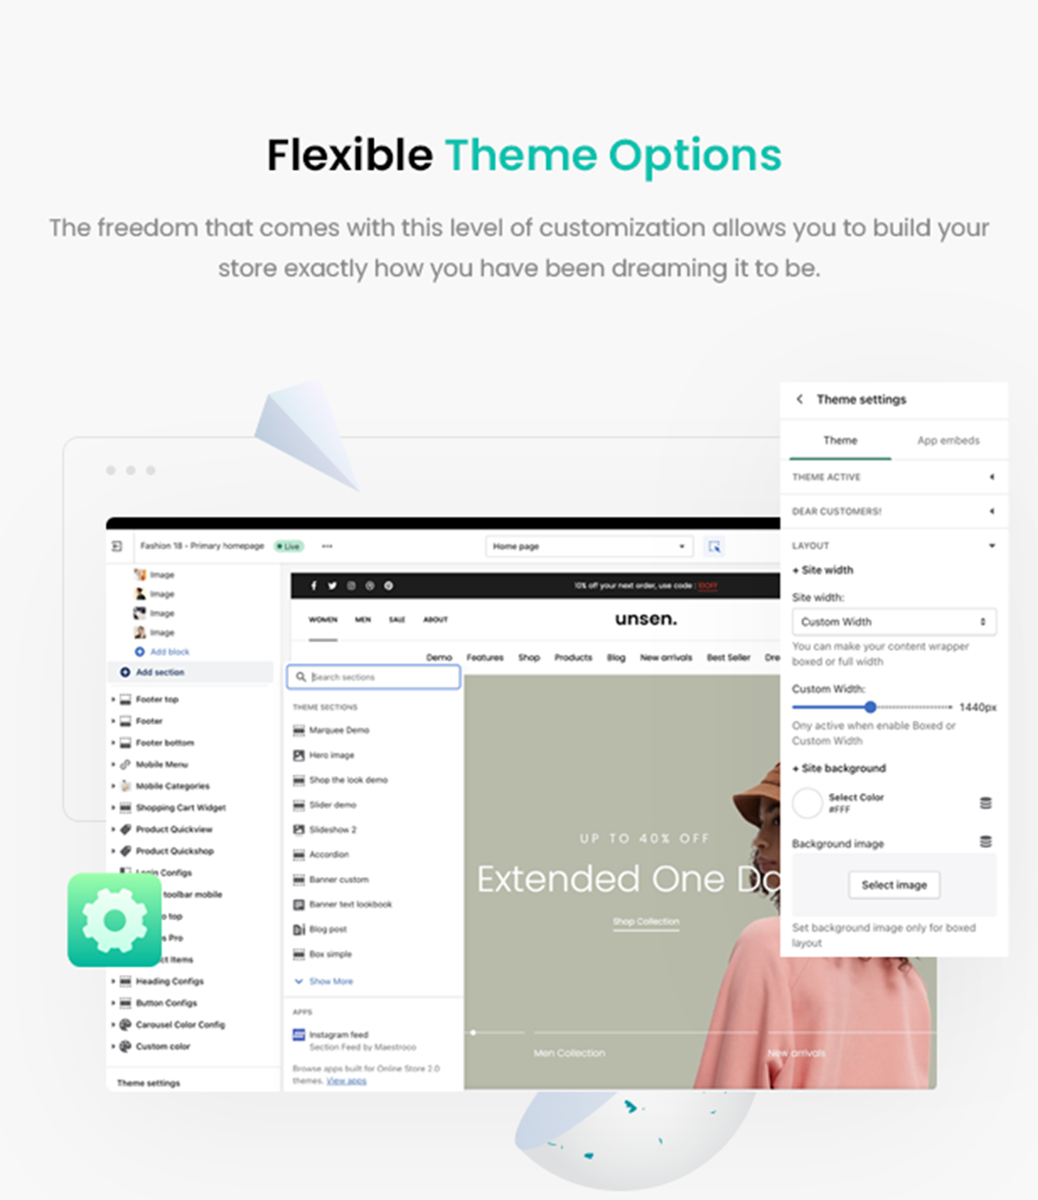 Flexible Theme Options
The freedom that comes with this level of customization allows you to build your
store exactly how you have been dreaming it to be.
Theme settings
Theme
App embeds
THEME ACTIVE
DEAR CUSTOMERS!
LAYOUT
+ Site width
Site width:
Custom Width
You can make your content wrapper
boxed or full width
Custom Width:
1440px
Ony active when enable Boxed or
Custom Width
+ Site background
Select Color
#FFF
Background image
Select image
Set background image only for boxed
layout
Fashion 18 - Primary homepage
Live
Home page
Image
Image
Image
Image
Add block
Add section
Footer top
Footer
Footer bottom
Mobile Menu
Mobile Categories
Shopping Cart Widget
Product Quickview
Product Quickshop
Login Configs
toolbar mobile
top
Pro
Items
Heading Configs
Button Configs
Carousel Color Config
Custom color
Theme settings
10% off your next order, use code : 10OFF
WOMEN MEN SALE ABOUT
unsen.
Demo Features Shop Products Blog New arrivals Best Seller Dre
Search sections
THEME SECTIONS
Marquee Demo
Hero image
Shop the look demo
Slider demo
Slideshow 2
Accordion
Banner custom
Banner text lookbook
Blog post
Box simple
Show More
APPS
Instagram feed
Section Feed by Maestrooo
Browse apps built for Online Store 2.0
themes. View apps
UP TO 40% OFF
Extended One Da
Shop Collection
Men Collection
New arrivals